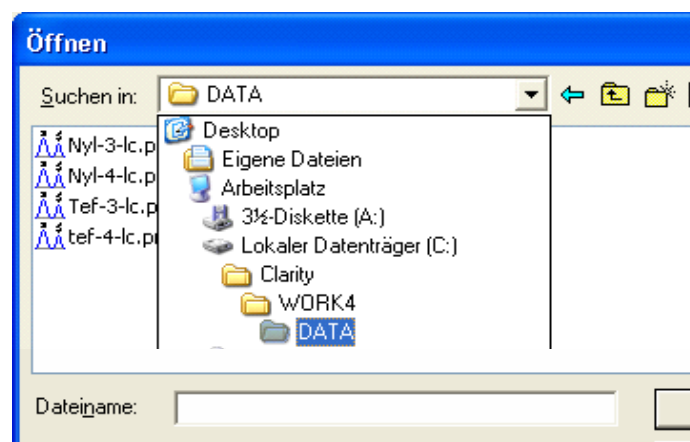 Öffnen
Suchen in: DATA
Desktop
Eigene Dateien
Arbeitsplatz
3½-Diskette (A:)
Lokaler Datenträger (C:)
Clarity
WORK4
DATA
Nyl-3-lc.p
Nyl-4-lc.p
Tef-3-lc.p
tef-4-lc.p
Dateiname: